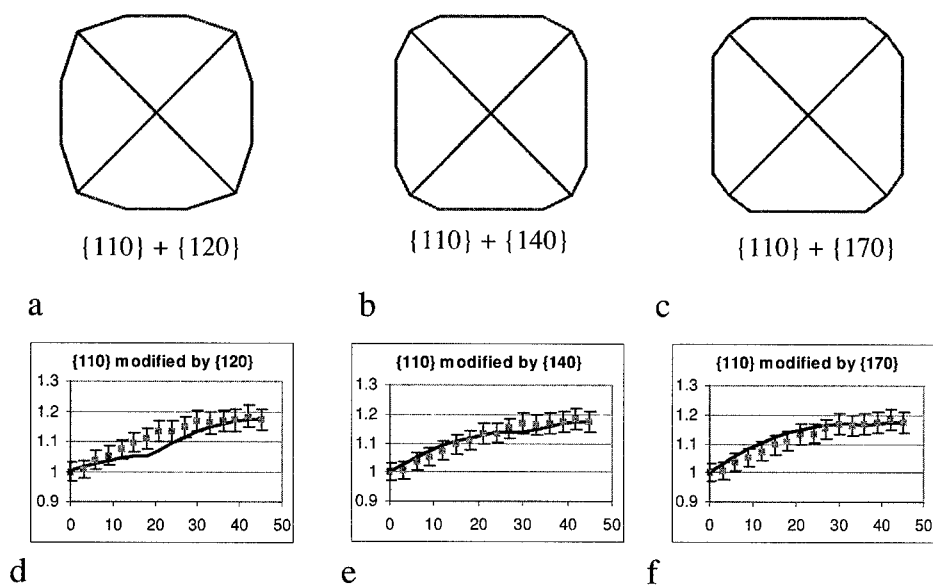 {110} + {120}
{110} + {140}
{110} + {170}
a
b
c
{110} modified by {120}
1.3
1.2
1.1
1
0.9
0 10 20 30 40 50
{110} modified by {140}
1.3
1.2
1.1
1
0.9
0 10 20 30 40 50
{110} modified by {170}
1.3
1.2
1.1
1
0.9
0 10 20 30 40 50
d
e
f